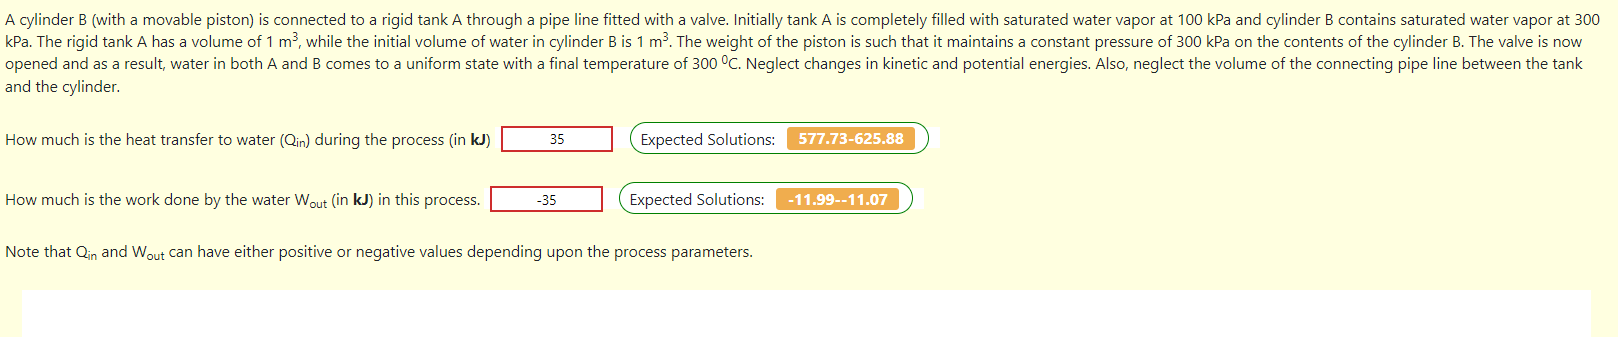 A cylinder B (with a movable piston) is connected to a rigid tank A through a pipe line fitted with a valve. Initially tank A is completely filled with saturated water vapor at 100 kPa and cylinder B contains saturated water vapor at 300
kPa. The rigid tank A has a volume of 1 m³, while the initial volume of water in cylinder B is 1 m³. The weight of the piston is such that it maintains a constant pressure of 300 kPa on the contents of the cylinder B. The valve is now
opened and as a result, water in both A and B comes to a uniform state with a final temperature of 300 ⁰C. Neglect changes in kinetic and potential energies. Also, neglect the volume of the connecting pipe line between the tank
and the cylinder.
How much is the heat transfer to water (Qin) during the process (in kJ) 35 Expected Solutions: 577.73-625.88
How much is the work done by the water Wout (in kJ) in this process. -35 Expected Solutions: -11.99--11.07
Note that Qin and Wout can have either positive or negative values depending upon the process parameters.